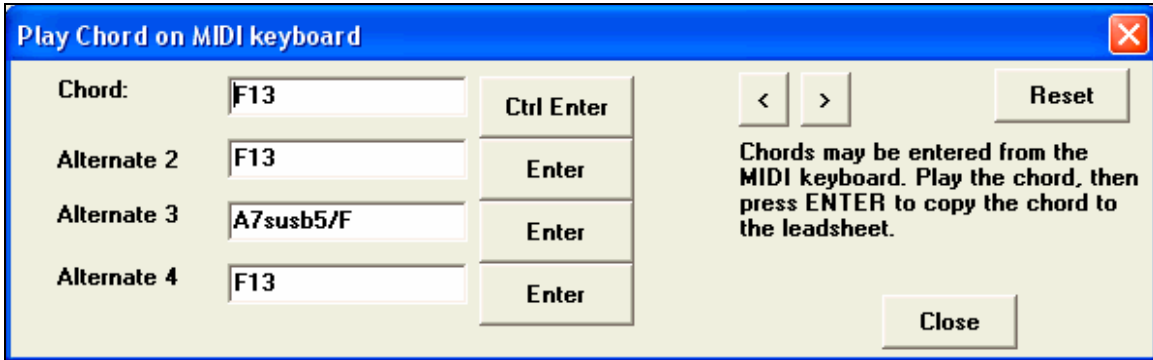 Play Chord on MIDI keyboard
Chord:
F13
Ctrl Enter
<
>
Reset
Alternate 2
F13
Enter
Chords may be entered from the
MIDI keyboard. Play the chord, then
press ENTER to copy the chord to
the leadsheet.
Alternate 3
A7susb5/F
Enter
Alternate 4
F13
Enter
Close